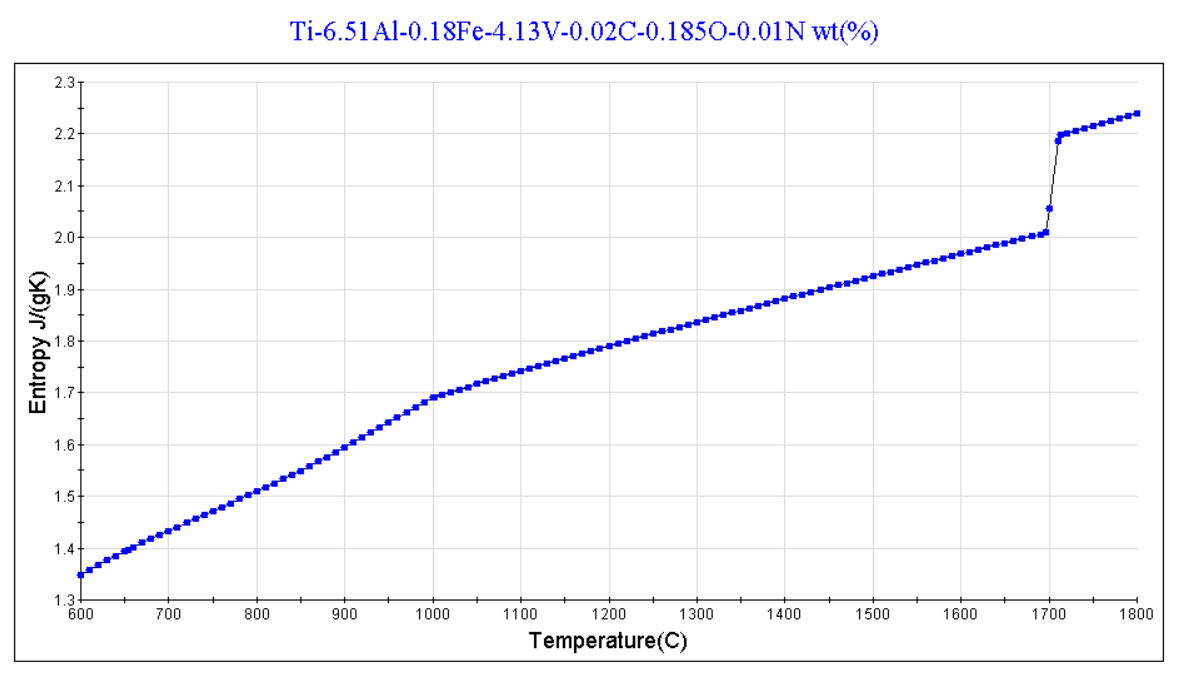 Ti-6.51Al-0.18Fe-4.13V-0.02C-0.185O-0.01N wt(%)
2.3
2.2
2.1
2.0
1.9
1.8
1.7
1.6
1.5
1.4
1.3
Entropy J/(gK)
600 700 800 900 1000 1100 1200 1300 1400 1500 1600 1700 1800
Temperature(C)